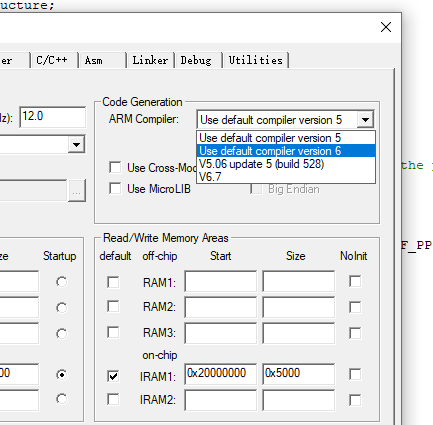 ucture;
er C/C++ Asm Linker Debug Utilities
Code Generation
Hz): 12.0
ARM Compiler: Use default compiler version 5
Use default compiler version 5
Use default compiler version 6
V5.06 update 5 (build 528)
V6.7
Use Cross-Mod
Use MicroLIB Big Endian
the p
...
F_PP
Read/Write Memory Areas
ze Startup default off-chip Start Size NoInit
RAM1:
RAM2:
RAM3:
on-chip
00 IRAM1: 0x20000000 0x5000
IRAM2: